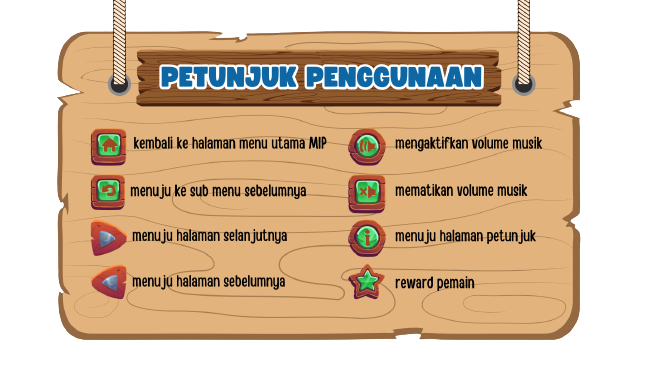 PETUNJUK PENGGUNAAN
kembali ke halaman menu utama MIP
menuju ke sub menu sebelumnya
menuju halaman selanjutnya
menuju halaman sebelumnya
mengaktifkan volume musik
mematikan volume musik
menuju halaman petunjuk
reward pemain